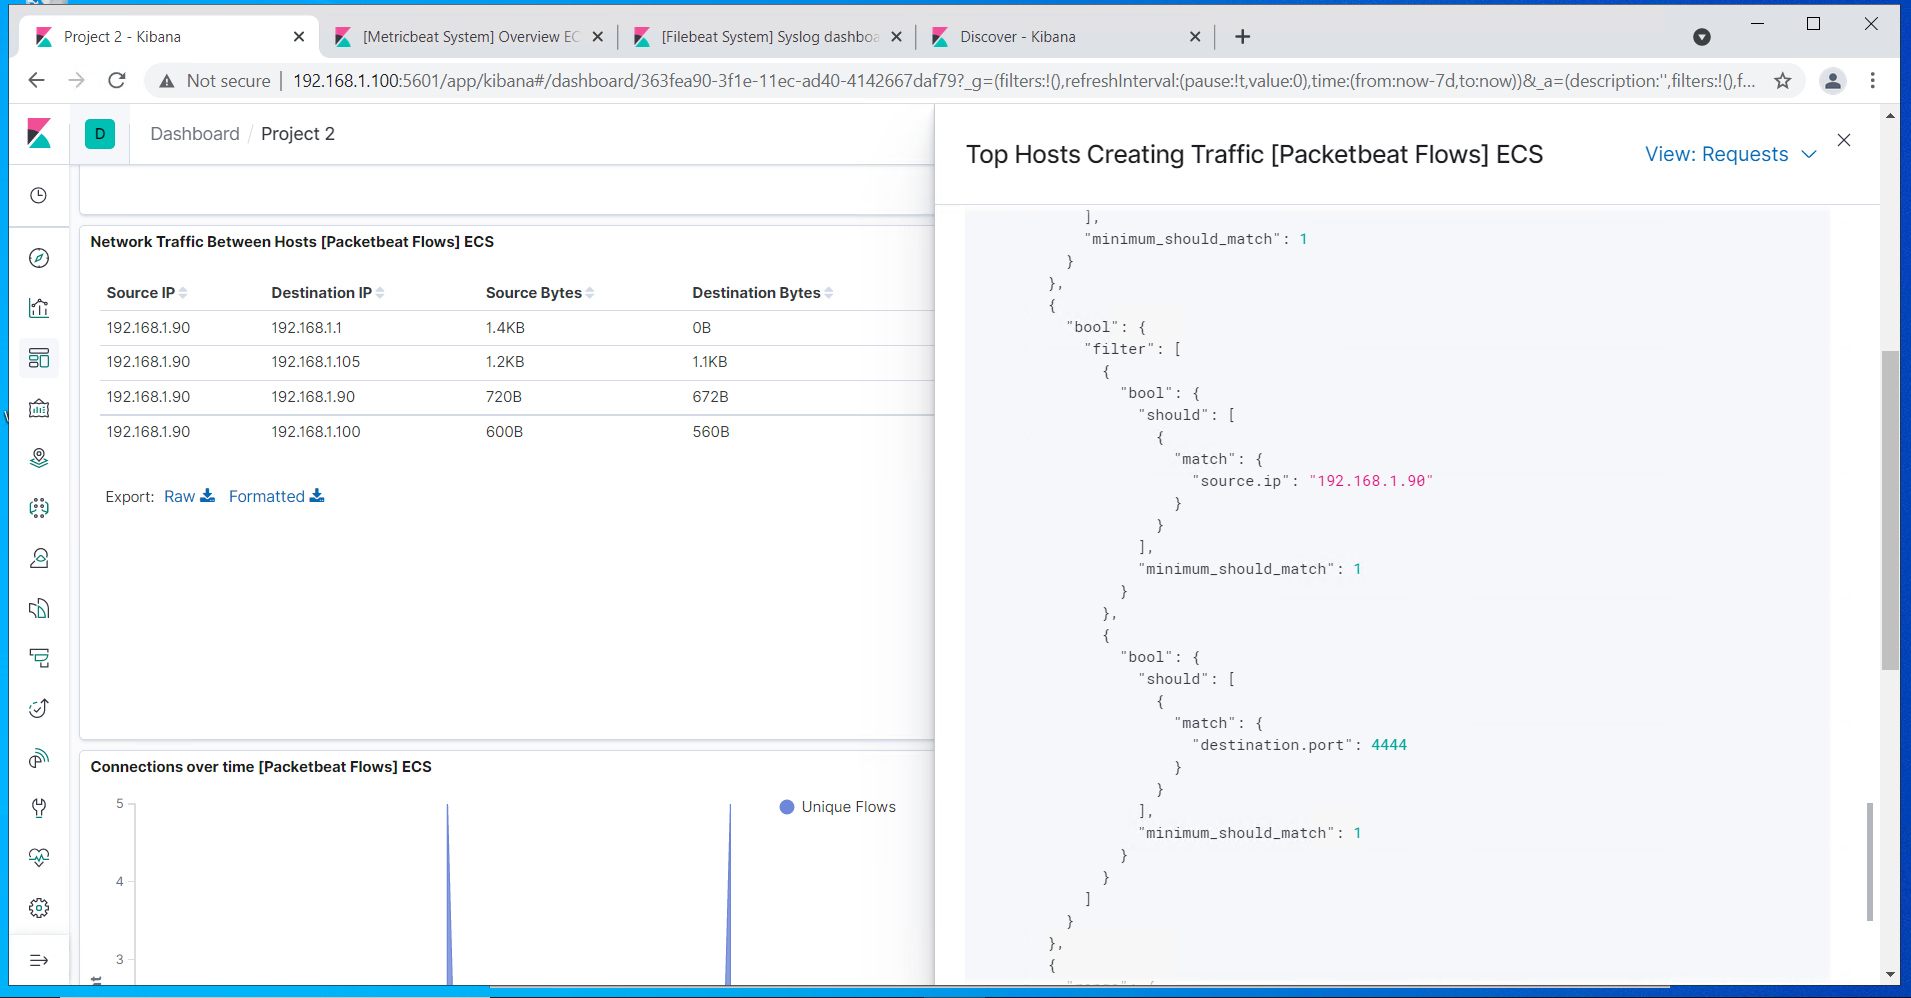 Project 2 - Kibana
[Metricbeat System] Overview EC
[Filebeat System] Syslog dashboa
Discover - Kibana
Not secure | 192.168.1.100:5601/app/kibana#/dashboard/363fea90-3f1e-11ec-ad40-4142667daf79?_g=(filters:!(),refreshInterval:(pause:!t,value:0),time:(from:now-7d,to:now))&_a=(description:'',filters:!(),f...
D
Dashboard / Project 2
Network Traffic Between Hosts [Packetbeat Flows] ECS
Source IP Destination IP Source Bytes Destination Bytes
192.168.1.90 192.168.1.1 1.4KB 0B
192.168.1.90 192.168.1.105 1.2KB 1.1KB
192.168.1.90 192.168.1.90 720B 672B
192.168.1.90 192.168.1.100 600B 560B
Export: Raw Formatted
Connections over time [Packetbeat Flows] ECS
5
4
3
Unique Flows
Top Hosts Creating Traffic [Packetbeat Flows] ECS
View: Requests
],
"minimum_should_match": 1
}
},
{
"bool": {
"filter": [
{
"bool": {
"should": [
{
"match": {
"source.ip": "192.168.1.90"
}
}
],
"minimum_should_match": 1
}
},
{
"bool": {
"should": [
{
"match": {
"destination.port": 4444
}
}
],
"minimum_should_match": 1
}
}
]
}
},
{